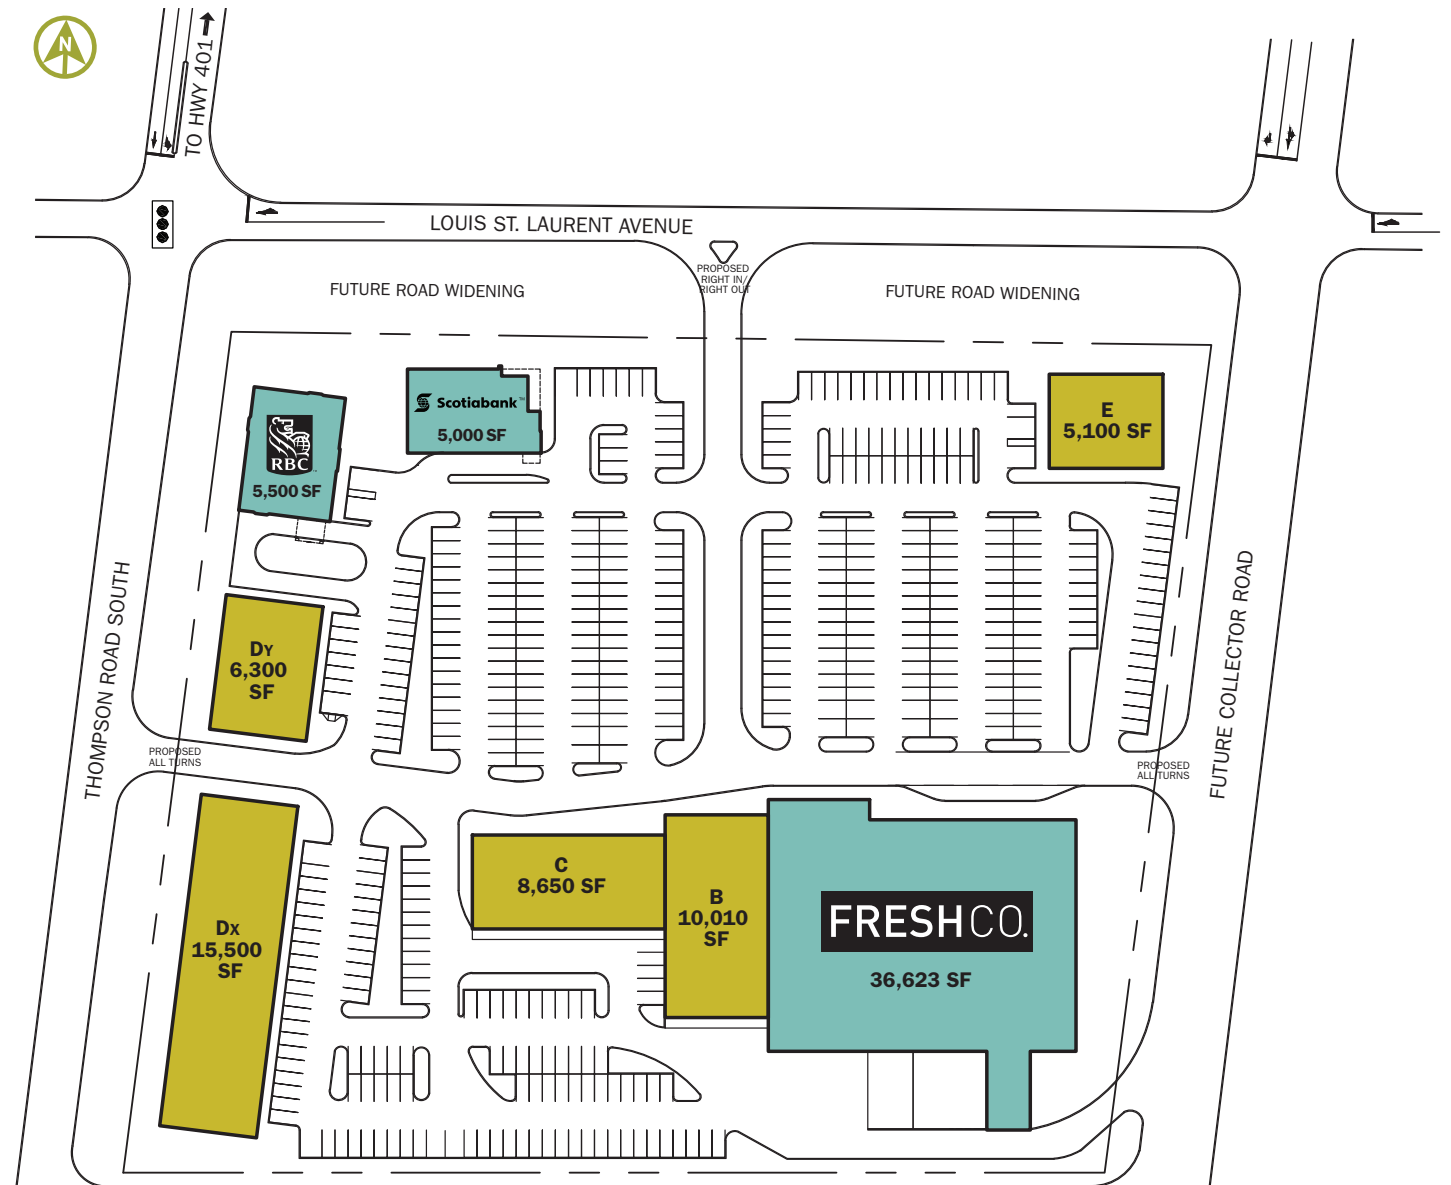 N
TO HWY 401
LOUIS ST. LAURENT AVENUE
PROPOSED
RIGHT IN/
RIGHT OUT
FUTURE ROAD WIDENING
FUTURE ROAD WIDENING
Scotiabank™
5,000 SF
RBC
5,500 SF
E
5,100 SF
THOMPSON ROAD SOUTH
FUTURE COLLECTOR ROAD
DY
6,300
SF
PROPOSED
ALL TURNS
PROPOSED
ALL TURNS
C
8,650 SF
B
10,010
SF
FRESHCO.
36,623 SF
DX
15,500
SF